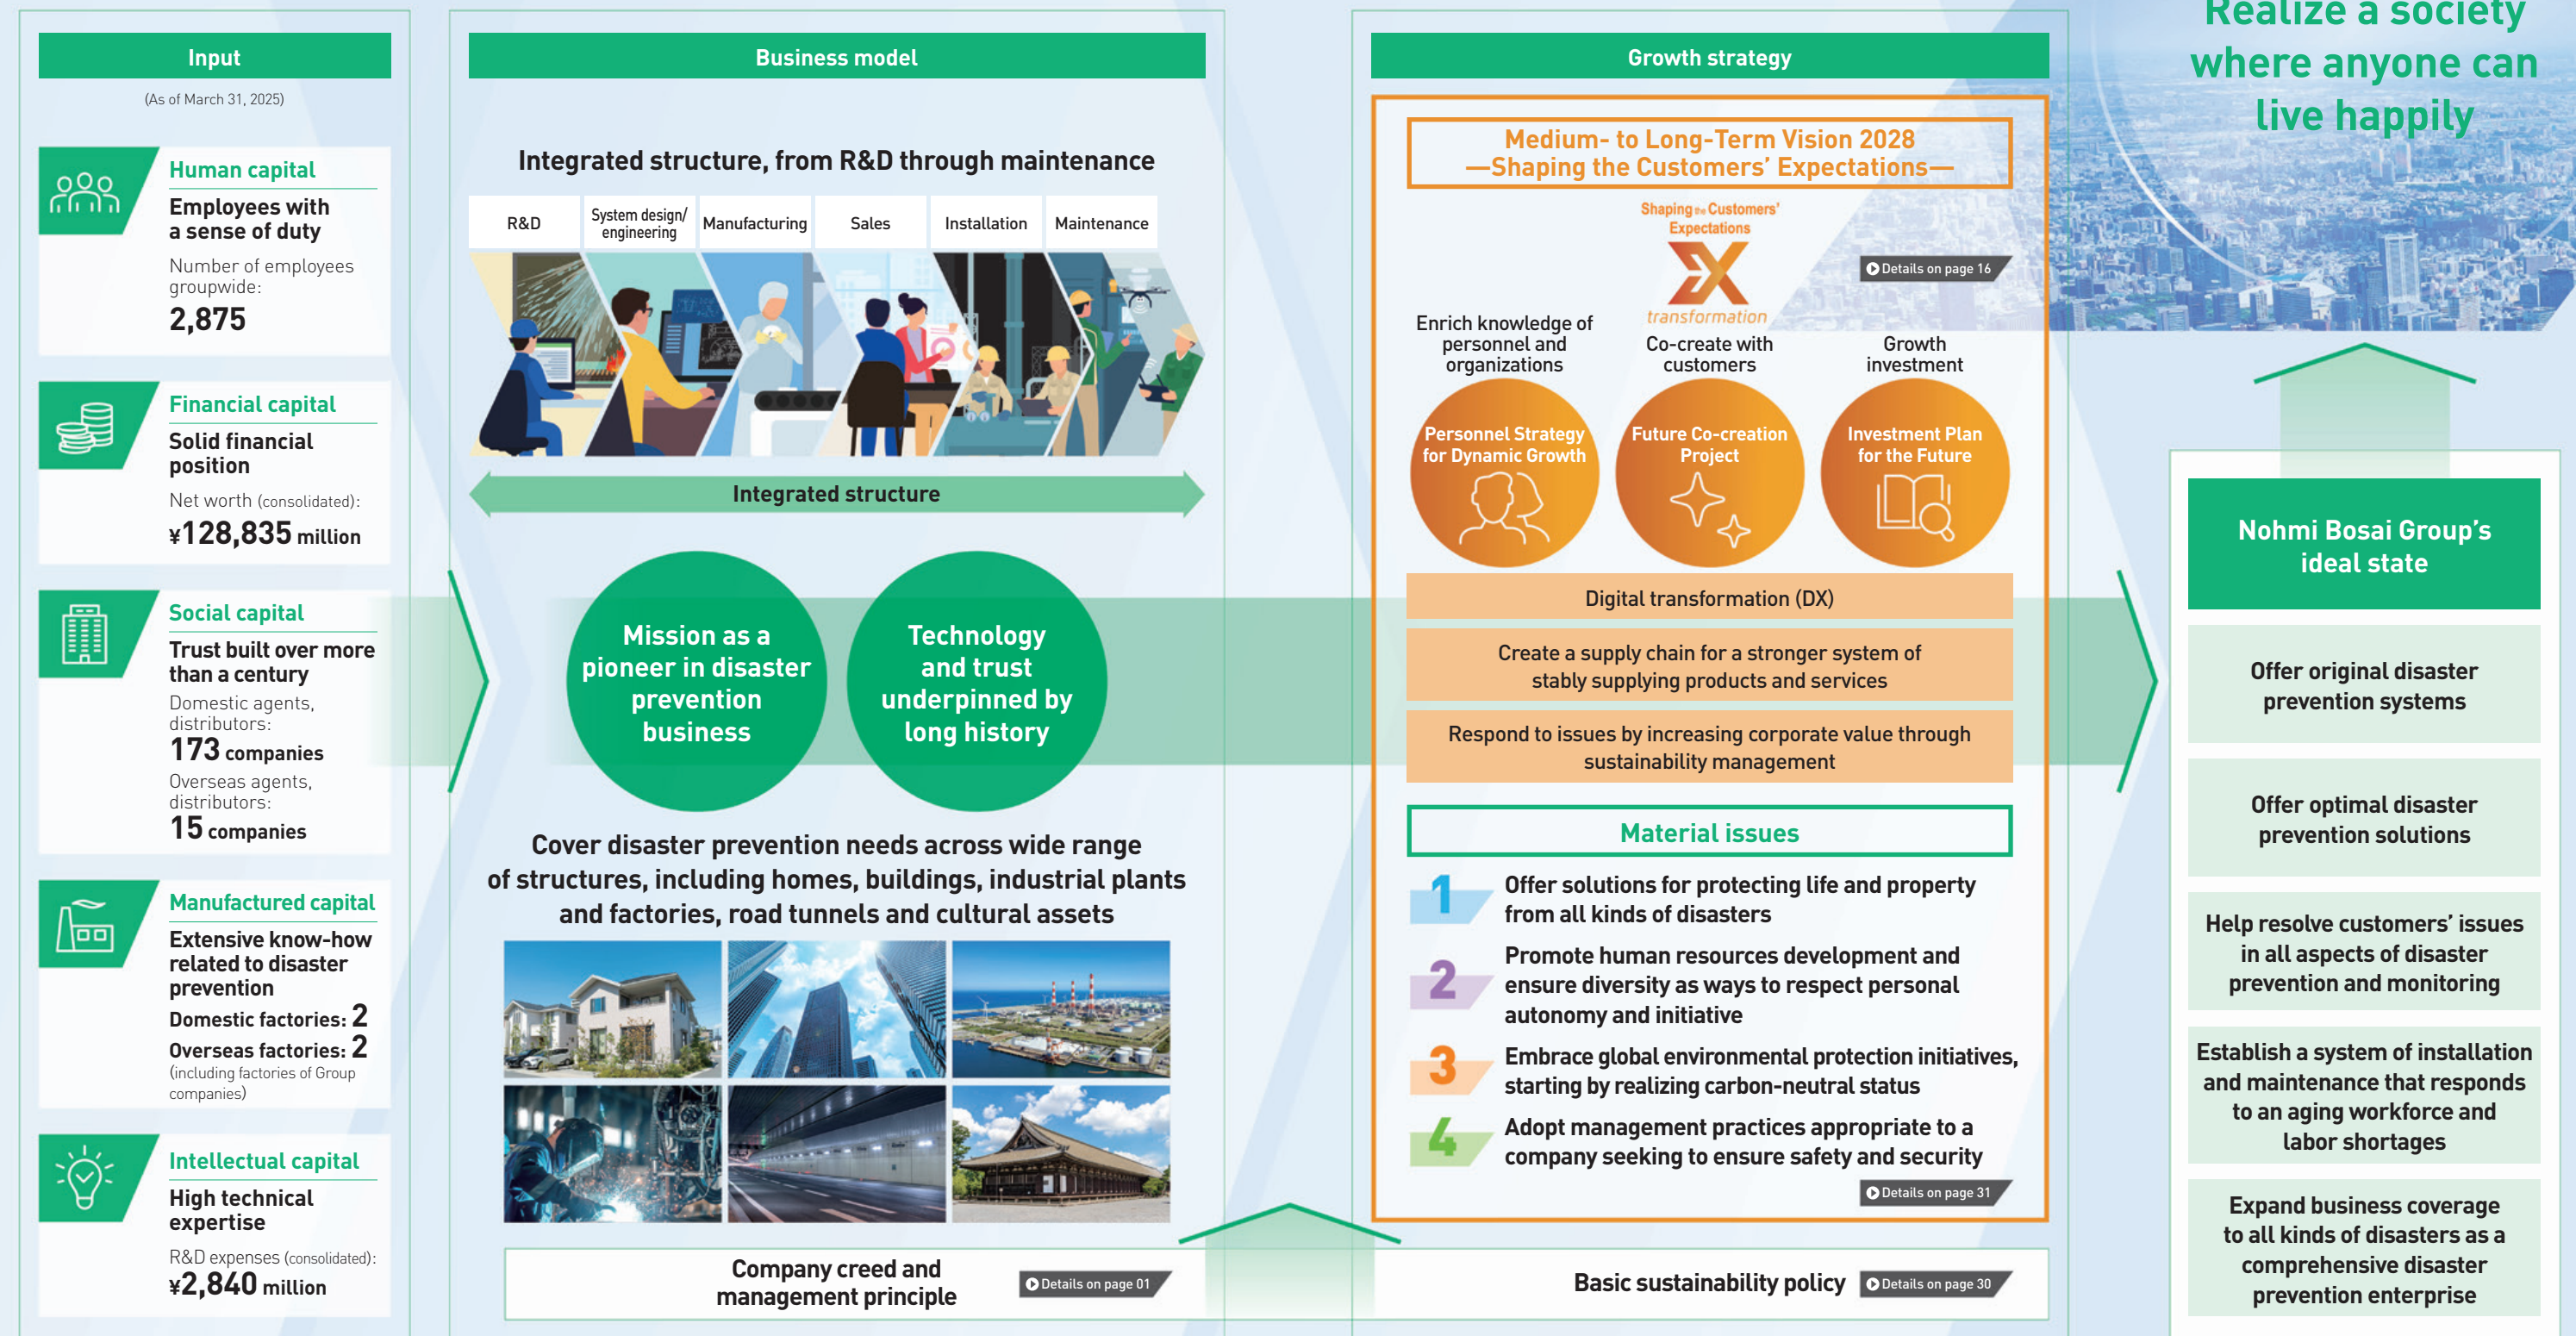 Input
(As of March 31, 2025)
Human capital
Employees with
a sense of duty
Number of employees
groupwide:
2,875
Financial capital
Solid financial
position
Net worth (consolidated):
¥128,835 million
Social capital
Trust built over more
than a century
Domestic agents,
distributors:
173 companies
Overseas agents,
distributors:
15 companies
Manufactured capital
Extensive know-how
related to disaster
prevention
Domestic factories: 2
Overseas factories: 2
(including factories of Group
companies)
Intellectual capital
High technical
expertise
R&D expenses (consolidated):
¥2,840 million
Business model
Integrated structure, from R&D through maintenance
R&D
System design/
engineering
Manufacturing
Sales
Installation
Maintenance
Integrated structure
Mission as a
pioneer in disaster
prevention
business
Technology
and trust
underpinned by
long history
Cover disaster prevention needs across wide range
of structures, including homes, buildings, industrial plants
and factories, road tunnels and cultural assets
Company creed and
management principle
Details on page 01
Growth strategy
Medium- to Long-Term Vision 2028
—Shaping the Customers' Expectations—
Shaping the Customers'
Expectations
X
transformation
Details on page 16
Enrich knowledge of
personnel and
organizations
Co-create with
customers
Growth
investment
Personnel Strategy
for Dynamic Growth
Future Co-creation
Project
Investment Plan
for the Future
Digital transformation (DX)
Create a supply chain for a stronger system of
stably supplying products and services
Respond to issues by increasing corporate value through
sustainability management
Material issues
1 Offer solutions for protecting life and property
from all kinds of disasters
2 Promote human resources development and
ensure diversity as ways to respect personal
autonomy and initiative
3 Embrace global environmental protection initiatives,
starting by realizing carbon-neutral status
4 Adopt management practices appropriate to a
company seeking to ensure safety and security
Details on page 31
Basic sustainability policy
Details on page 30
Realize a society
where anyone can
live happily
Nohmi Bosai Group's
ideal state
Offer original disaster
prevention systems
Offer optimal disaster
prevention solutions
Help resolve customers' issues
in all aspects of disaster
prevention and monitoring
Establish a system of installation
and maintenance that responds
to an aging workforce and
labor shortages
Expand business coverage
to all kinds of disasters as a
comprehensive disaster
prevention enterprise